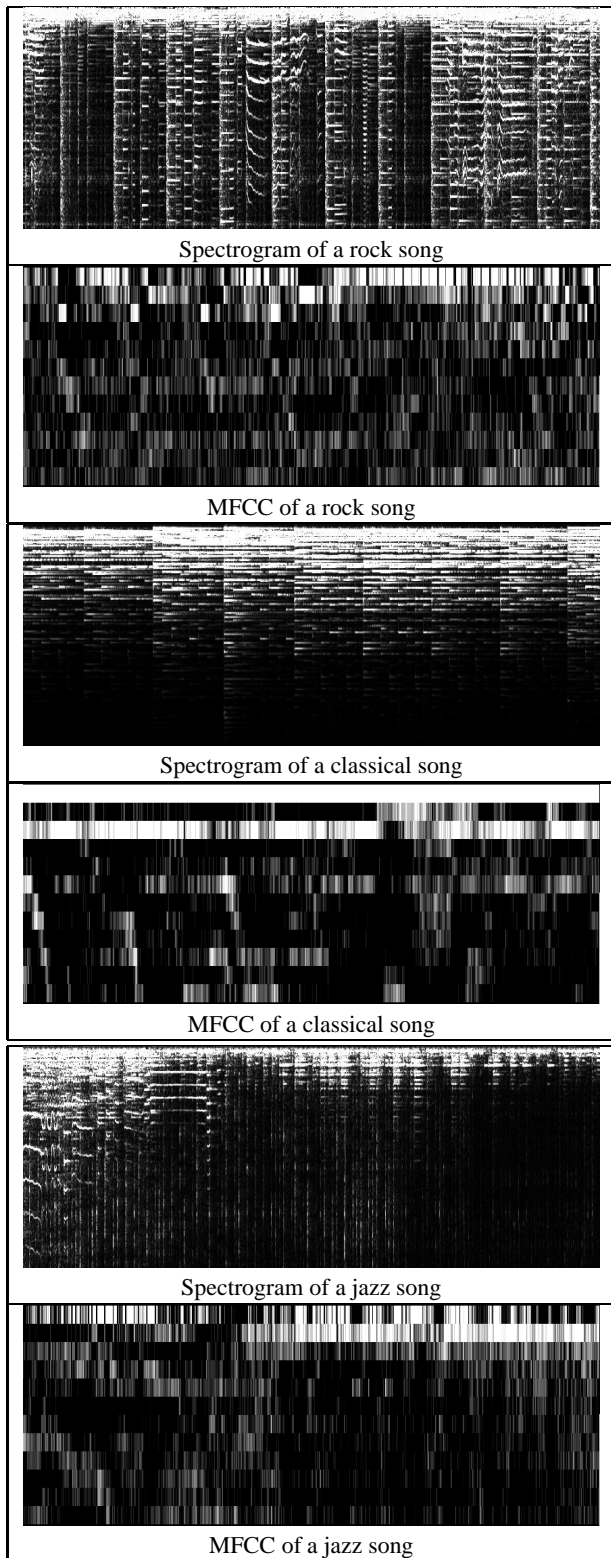 Spectrogram of a rock song
MFCC of a rock song
Spectrogram of a classical song
MFCC of a classical song
Spectrogram of a jazz song
MFCC of a jazz song